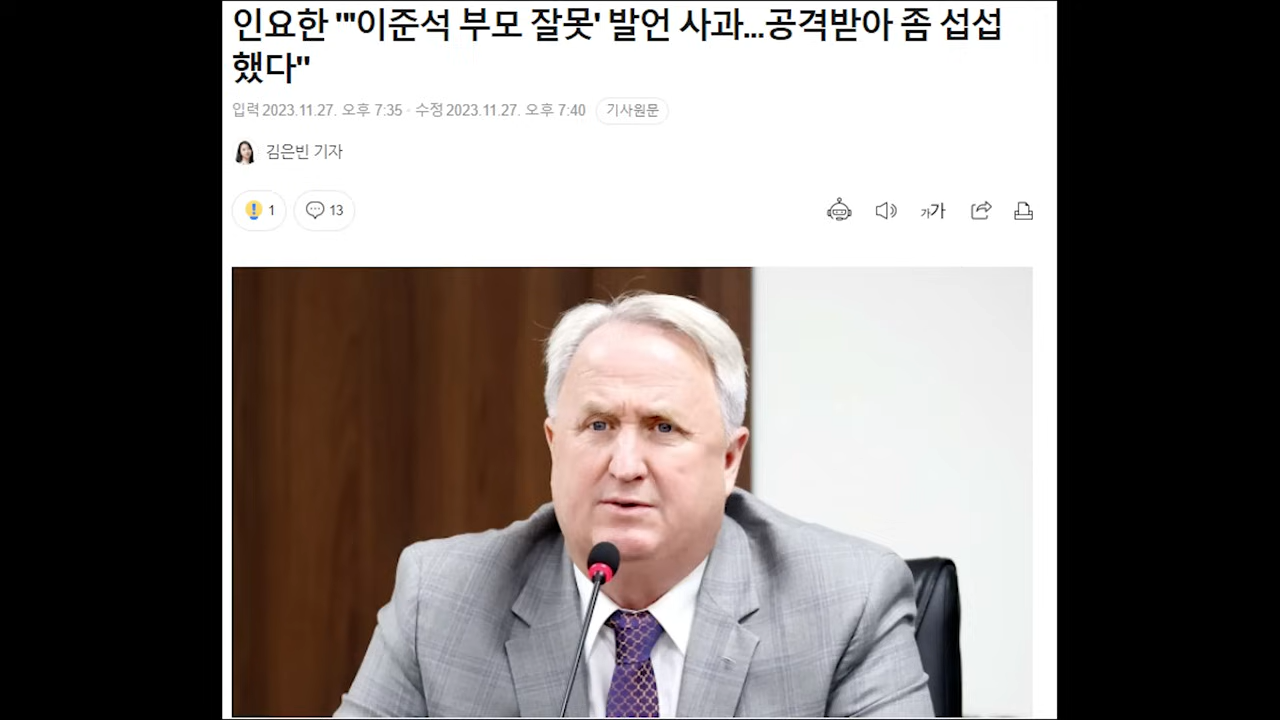 인요한 "'이준석 부모 잘못' 발언 사과…공격받아 좀 섭섭
했다"
입력 2023.11.27. 오후 7:35 · 수정 2023.11.27. 오후 7:40 기사원문
김은빈 기자
1 13
가가